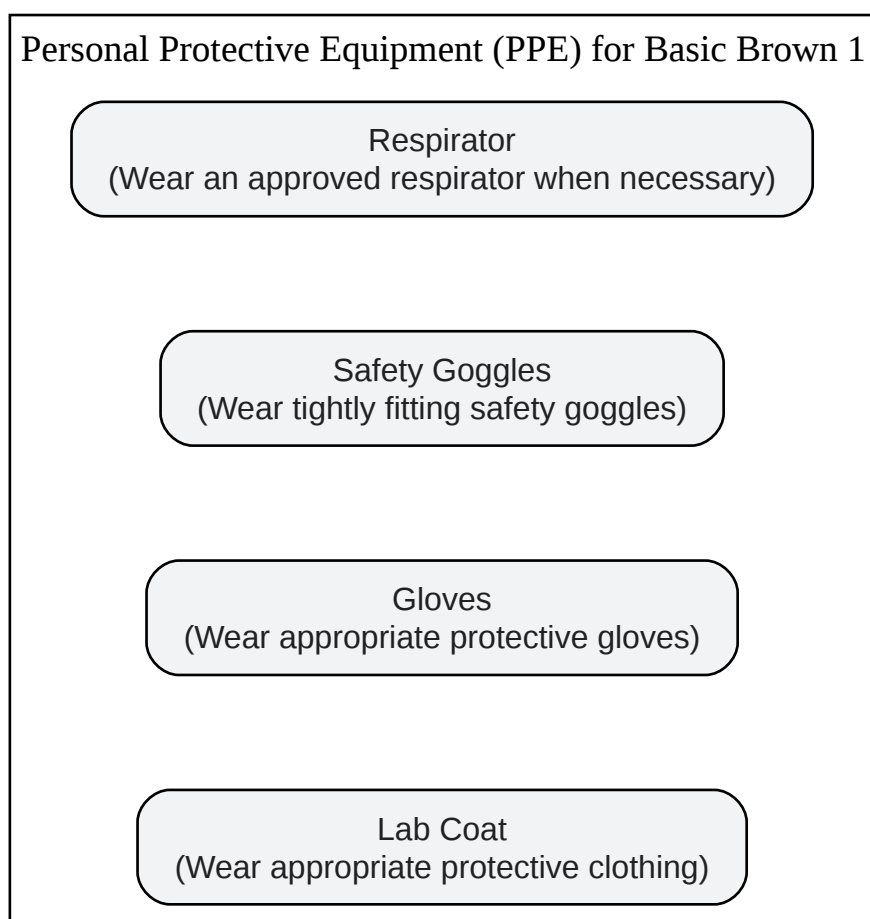 Personal Protective Equipment (PPE) for Basic Brown 1
Respirator
(Wear an approved respirator when necessary)
Safety Goggles
(Wear tightly fitting safety goggles)
Gloves
(Wear appropriate protective gloves)
Lab Coat
(Wear appropriate protective clothing)